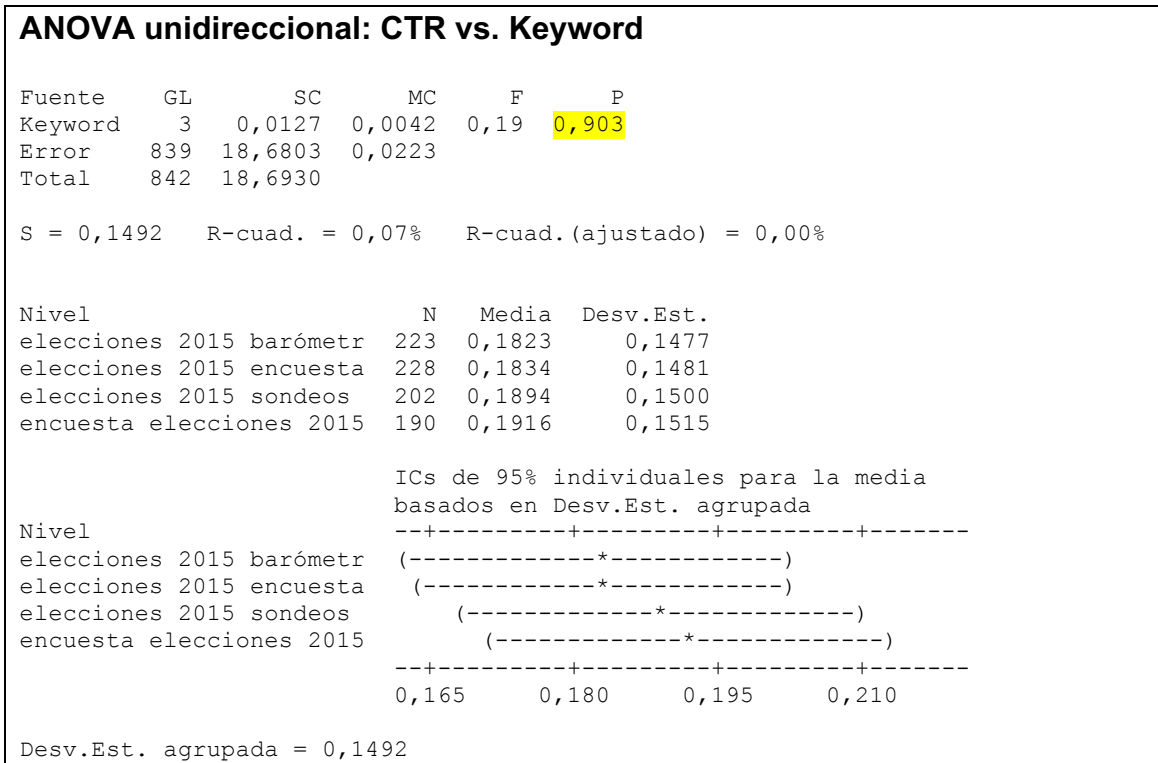 ANOVA unidireccional: CTR vs. Keyword
Fuente GL SC MC F P
Keyword 3 0,0127 0,0042 0,19 0,903
Error 839 18,6803 0,0223
Total 842 18,6930
S = 0,1492 R-cuad. = 0,07% R-cuad.(ajustado) = 0,00%
Nivel N Media Desv.Est.
elecciones 2015 barómetr 223 0,1823 0,1477
elecciones 2015 encuesta 228 0,1834 0,1481
elecciones 2015 sondeos 202 0,1894 0,1500
encuesta elecciones 2015 190 0,1916 0,1515
ICs de 95% individuales para la media
basados en Desv.Est. agrupada
Nivel --+---------+---------+---------+-------
elecciones 2015 barómetr (-------------*------------)
elecciones 2015 encuesta (------------*------------)
elecciones 2015 sondeos (-------------*-------------)
encuesta elecciones 2015 (-------------*-------------)
--+---------+---------+---------+-------
0,165 0,180 0,195 0,210
Desv.Est. agrupada = 0,1492